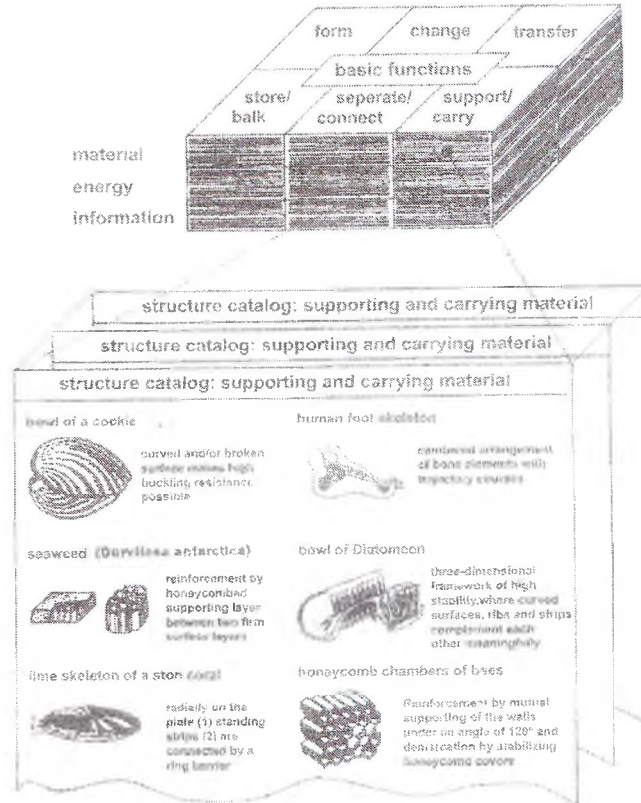 form
change
transfer
basic functions
store/
balk
seperate/
connect
support/
carry
material
energy
information
structure catalog: supporting and carrying material
structure catalog: supporting and carrying material
structure catalog: supporting and carrying material
bowl of a cockle
curved and/or broken
surface makes high
buckling resistance
possible
human foot skeleton
cambered arrangement
of bone elements with
trajectory courses
seaweed (Durvillea antarctica)
reinforcement by
honeycombed
supporting layer
between two firm
surface layers
bowl of Diatomeen
three-dimensional
framework of high
stability, where curved
surfaces, ribs and
complement each
other meaningfully
lime skeleton of a ston coral
radially on the
plate (1) standing
strips (2) are
connected by a
ring barrier
honeycomb chambers of bees
Reinforcement by mutual
supporting of the walls
under an angle of 120° and
demarcation by stabilizing
honeycomb covers